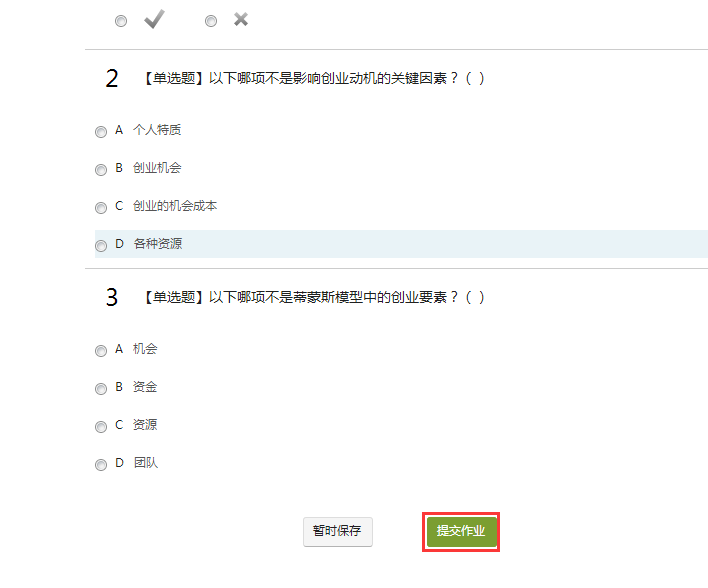 2 【单选题】以下哪项不是影响创业动机的关键因素？( )
A 个人特质
B 创业机会
C 创业的机会成本
D 各种资源
3 【单选题】以下哪项不是蒂蒙斯模型中的创业要素？( )
A 机会
B 资金
C 资源
D 团队
暂时保存 提交作业